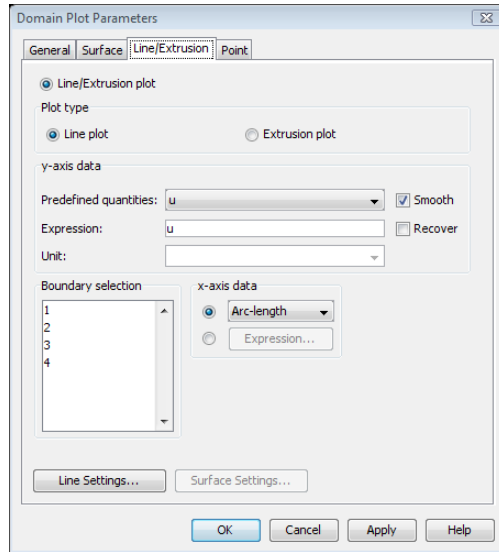 Domain Plot Parameters
General Surface Line/Extrusion Point
Line/Extrusion plot
Plot type
Line plot Extrusion plot
y-axis data
Predefined quantities: u Smooth
Expression: u Recover
Unit:
Boundary selection x-axis data
1 Arc-length
2 Expression...
3
4
Line Settings... Surface Settings...
OK Cancel Apply Help